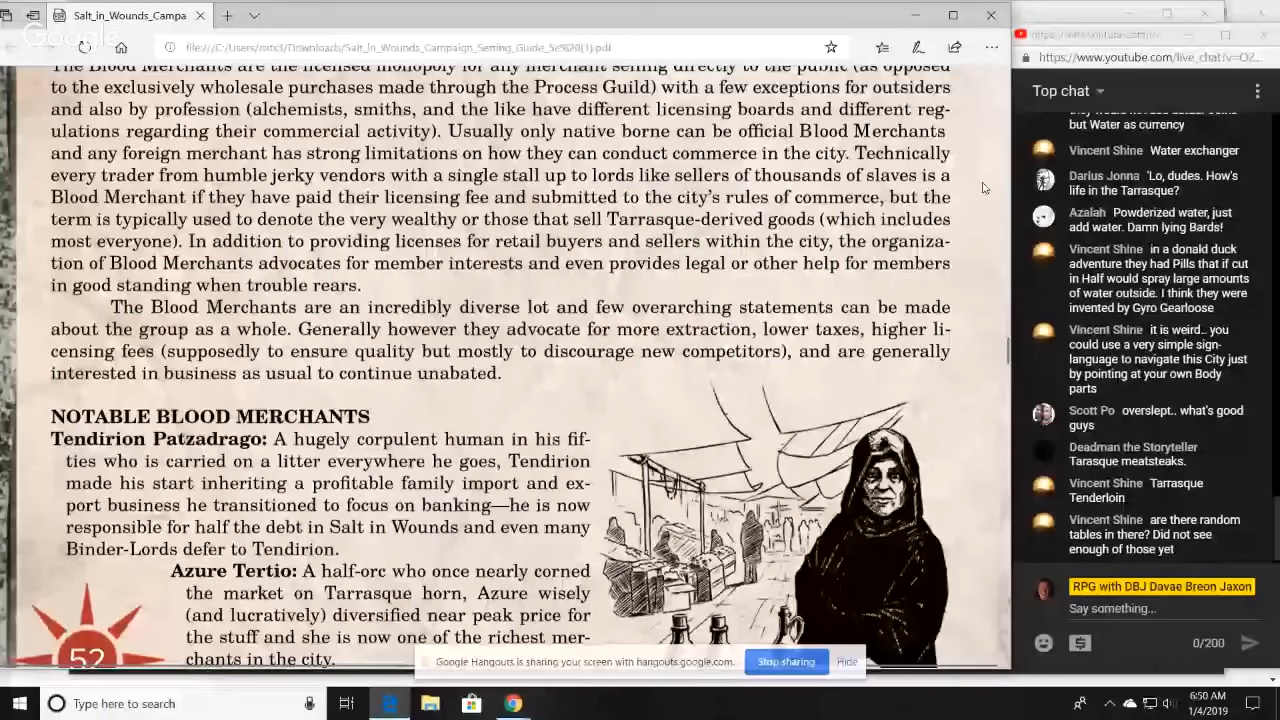 Salt_in_Wounds_Campa
Google
file:///C:/Users/
/Downloads/Salt_In_Wounds_Campaign_Setting_Guide_5e%20(3).pdf
The Blood Merchants are the licensed monopoly for any merchant selling directly to the public (as opposed
to the exclusively wholesale purchases made through the Process Guild) with a few exceptions for outsiders
and also by profession (alchemists, smiths, and the like have different licensing boards and different reg-
ulations regarding their commercial activity). Usually only native borne can be official Blood Merchants
and any foreign merchant has strong limitations on how they can conduct commerce in the city. Technically
every trader from humble jerky vendors with a single stall up to lords like sellers of thousands of slaves is a
Blood Merchant if they have paid their licensing fee and submitted to the city's rules of commerce, but the
term is typically used to denote the very wealthy or those that sell Tarrasque-derived goods (which includes
most everyone). In addition to providing licenses for retail buyers and sellers within the city, the organiza-
tion of Blood Merchants advocates for member interests and even provides legal or other help for members
in good standing when trouble rears.
The Blood Merchants are an incredibly diverse lot and few overarching statements can be made
about the group as a whole. Generally however they advocate for more extraction, lower taxes, higher li-
censing fees (supposedly to ensure quality but mostly to discourage new competitors), and are generally
interested in business as usual to continue unabated.
NOTABLE BLOOD MERCHANTS
Tendirion Patzadrago: A hugely corpulent human in his fif-
ties who is carried on a litter everywhere he goes, Tendirion
made his start inheriting a profitable family import and ex-
port business he transitioned to focus on banking—he is now
responsible for half the debt in Salt in Wounds and even many
Binder-Lords defer to Tendirion.
Azure Tertio: A half-orc who once nearly corned
the market on Tarrasque horn, Azure wisely
(and lucratively) diversified near peak price for
the stuff and she is now one of the richest mer-
chants in the city.
52
Google Hangouts is sharing your screen with hangouts.google.com.
Stop sharing
Hide
https://www.youtube.com/live_chat?v=O2...
Top chat
but Water as currency
Vincent Shine Water exchanger
Darius Jonna 'Lo, dudes. How's
life in the Tarrasque?
Azalah Powderized water, just
add water. Damn lying Bards!
Vincent Shine in a donald duck
adventure they had Pills that if cut
in Half would spray large amounts
of water outside. I think they were
invented by Gyro Gearloose
Vincent Shine it is weird.. you
could use a very simple sign-
language to navigate this City just
by pointing at your own Body
parts
Scott Po overslept.. what's good
guys
Deadman the Storyteller
Tarasque meatsteaks.
Vincent Shine Tarrasque
Tenderloin
Vincent Shine are there random
tables in there? Did not see
enough of those yet
RPG with DBJ Davae Breon Jaxon
Say something...
0/200
Type here to search
6:50 AM
1/4/2019